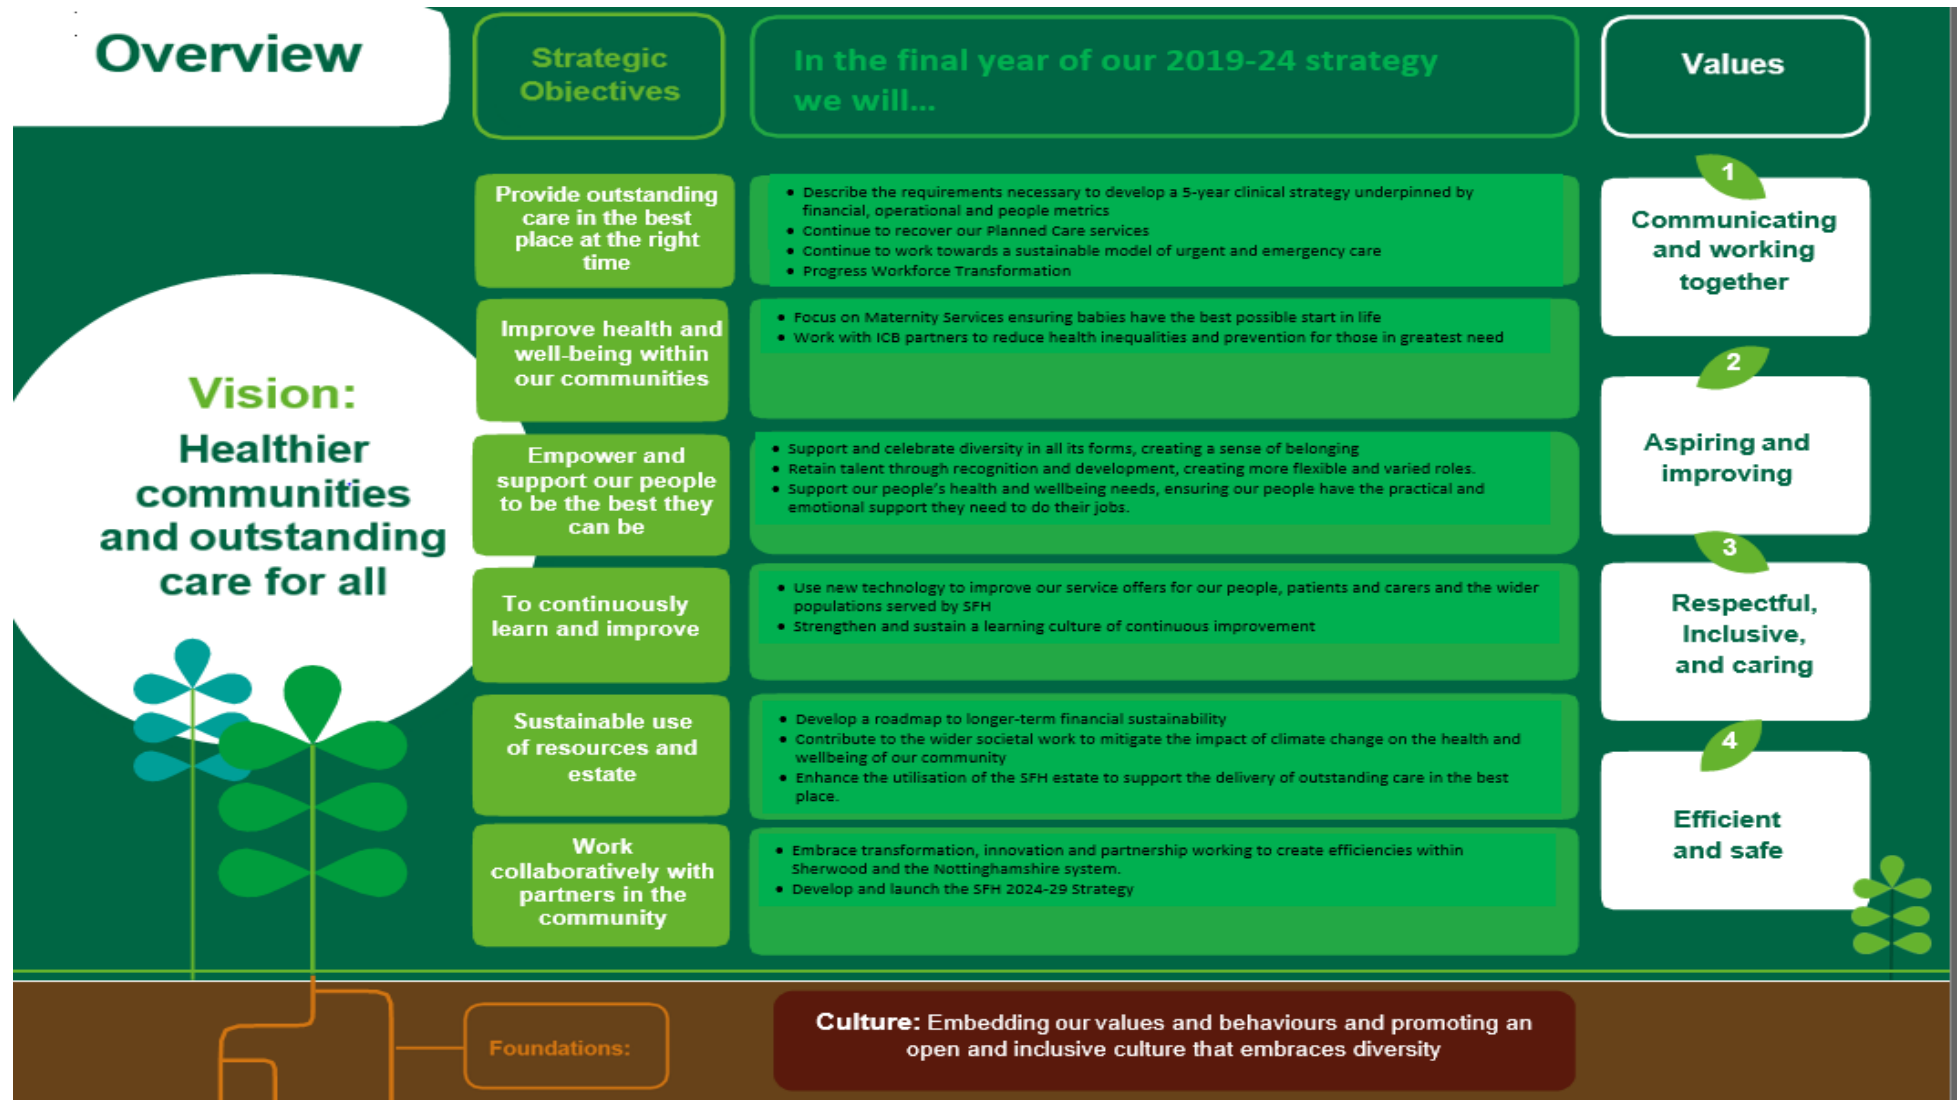 Overview
Strategic
Objectives
In the final year of our 2019-24 strategy
we will...
Values
Vision:
Healthier
communities
and outstanding
care for all
Provide outstanding
care in the best
place at the right
time
• Describe the requirements necessary to develop a 5-year clinical strategy underpinned by
financial, operational and people metrics
• Continue to recover our Planned Care services
• Continue to work towards a sustainable model of urgent and emergency care
• Progress Workforce Transformation
Improve health and
well-being within
our communities
• Focus on Maternity Services ensuring babies have the best possible start in life
• Work with ICB partners to reduce health inequalities and prevention for those in greatest need
Empower and
support our people
to be the best they
can be
• Support and celebrate diversity in all its forms, creating a sense of belonging
• Retain talent through recognition and development, creating more flexible and varied roles.
• Support our people's health and wellbeing needs, ensuring our people have the practical and
emotional support they need to do their jobs.
To continuously
learn and improve
• Use new technology to improve our service offers for our people, patients and carers and the wider
populations served by SFH
• Strengthen and sustain a learning culture of continuous improvement
Sustainable use
of resources and
estate
• Develop a roadmap to longer-term financial sustainability
• Contribute to the wider societal work to mitigate the impact of climate change on the health and
wellbeing of our community
• Enhance the utilisation of the SFH estate to support the delivery of outstanding care in the best
place.
Work
collaboratively with
partners in the
community
• Embrace transformation, innovation and partnership working to create efficiencies within
Sherwood and the Nottinghamshire system.
• Develop and launch the SFH 2024-29 Strategy
1
Communicating
and working
together
2
Aspiring and
improving
3
Respectful,
Inclusive,
and caring
4
Efficient
and safe
Foundations:
Culture: Embedding our values and behaviours and promoting an
open and inclusive culture that embraces diversity